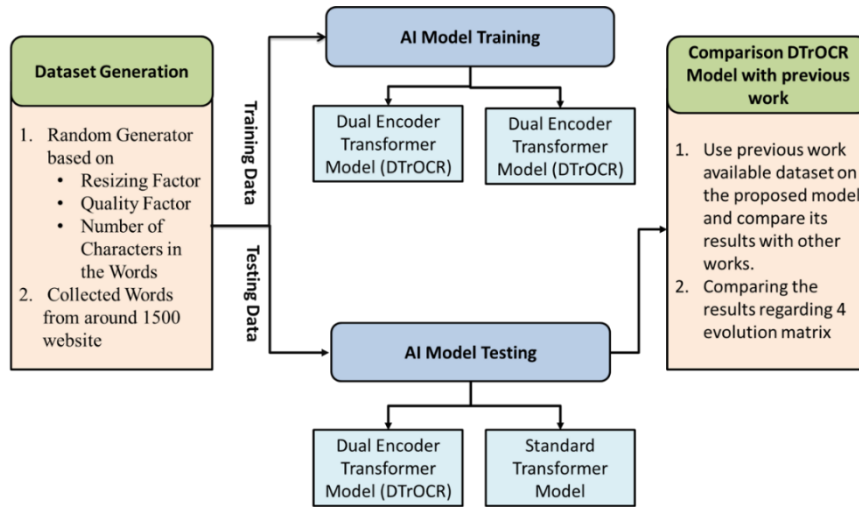 Dataset Generation
1. Random Generator
based on
• Resizing Factor
• Quality Factor
• Number of
Characters in
the Words
2. Collected Words
from around 1500
website
Training Data
Testing Data
AI Model Training
Dual Encoder
Transformer
Model (DTrOCR)
Dual Encoder
Transformer
Model (DTrOCR)
AI Model Testing
Dual Encoder
Transformer
Model (DTrOCR)
Standard
Transformer
Model
Comparison DTrOCR
Model with previous
work
1. Use previous work
available dataset on
the proposed model
and compare its
results with other
works.
2. Comparing the
results regarding 4
evolution matrix